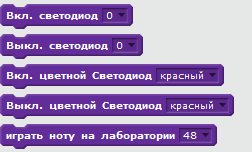 Вкл. светодиод 0
Выкл. светодиод 0
Вкл. цветной Светодиод красный
Выкл. цветной Светодиод красный
играть ноту на лаборатории 48